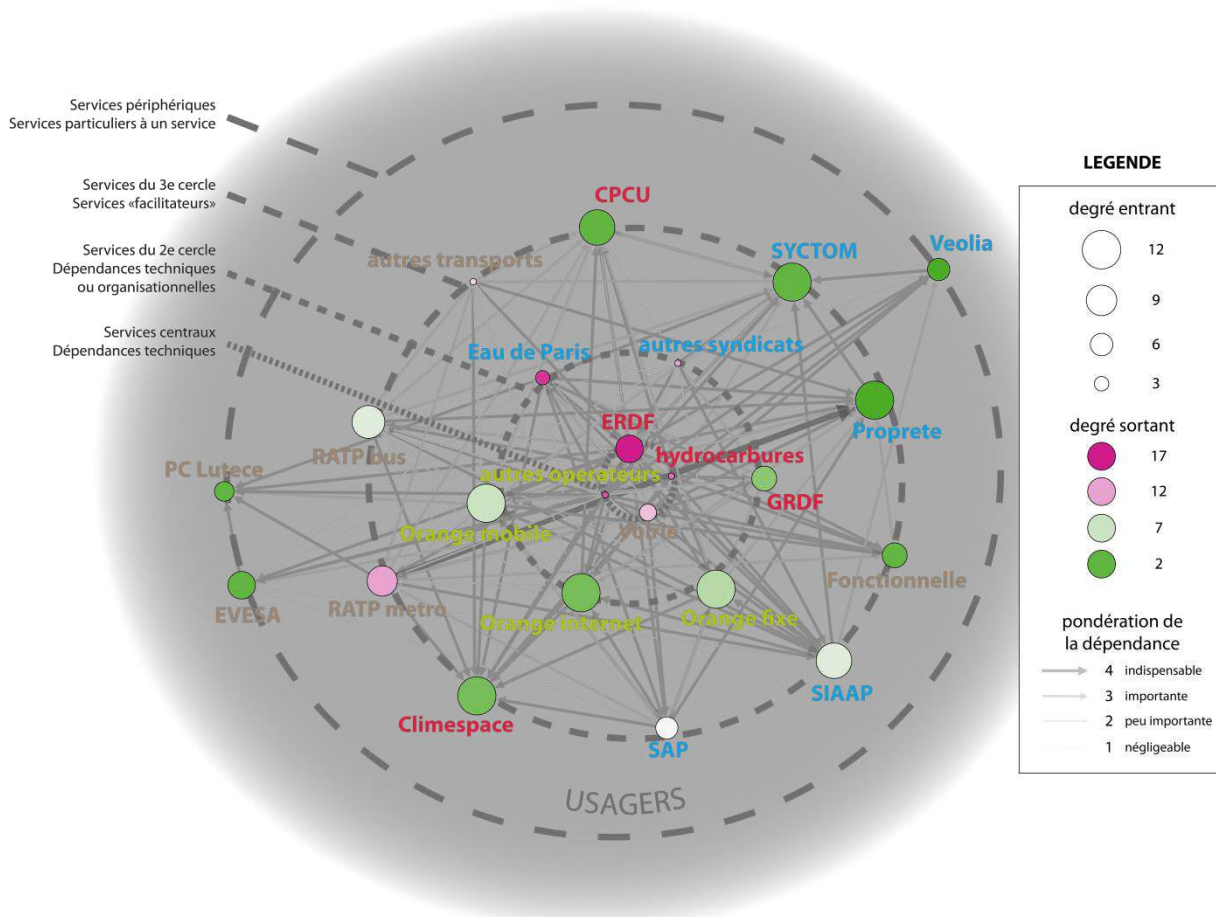 Services périphériques
Services particuliers à un service
Services du 3e cercle
Services «facilitateurs»
Services du 2e cercle
Dépendances techniques
ou organisationnelles
Services centraux
Dépendances techniques
CPCU
autres transports
SYCTOM
Veolia
Eau de Paris
autres syndicats
ERDF
Proprete
RATP bus
hydrocarbures
PC Lutece
autres operateurs
GRDF
Orange mobile
voirie
Fonctionnelle
EVESA
RATP metro
Orange internet
Orange fixe
SIAAP
Climespace
SAP
USAGERS
LEGENDE
degré entrant
12
9
6
3
degré sortant
17
12
7
2
pondération de
la dépendance
4 indispensable
3 importante
2 peu importante
1 négligeable